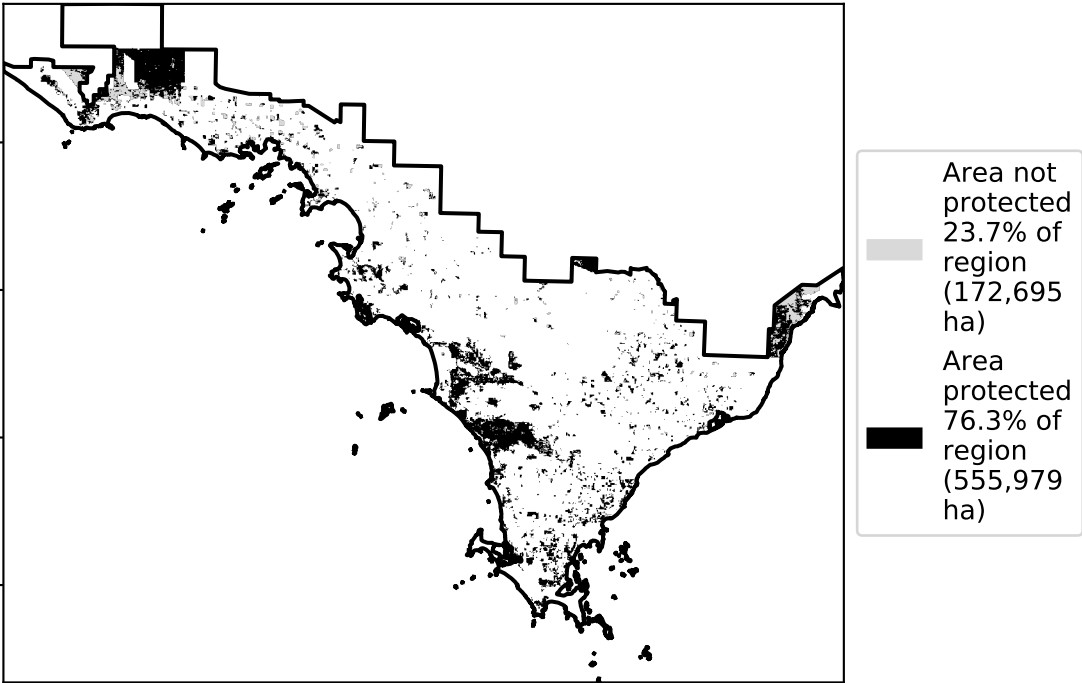 Area not
protected
23.7% of
region
(172,695
ha)
Area
protected
76.3% of
region
(555,979
ha)